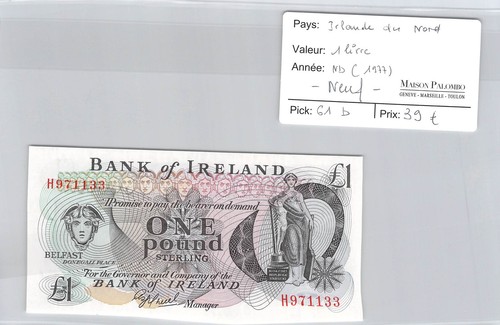 Pays: Irlande du Nord
Valeur: 1 livre
Année: ND (1977)
- Neuf -
MAISON PALOMBO
GENEVE - MARSEILLE - TOULON
Pick: 61 b
Prix: 39 €
BANK of IRELAND
£1
H971133
I Promise to pay the bearer on demand
ONE
pound
STERLING
BELFAST
DONEGALL PLACE
For the Governor and Company of the
BANK OF IRELAND
£1
Manager
H971133